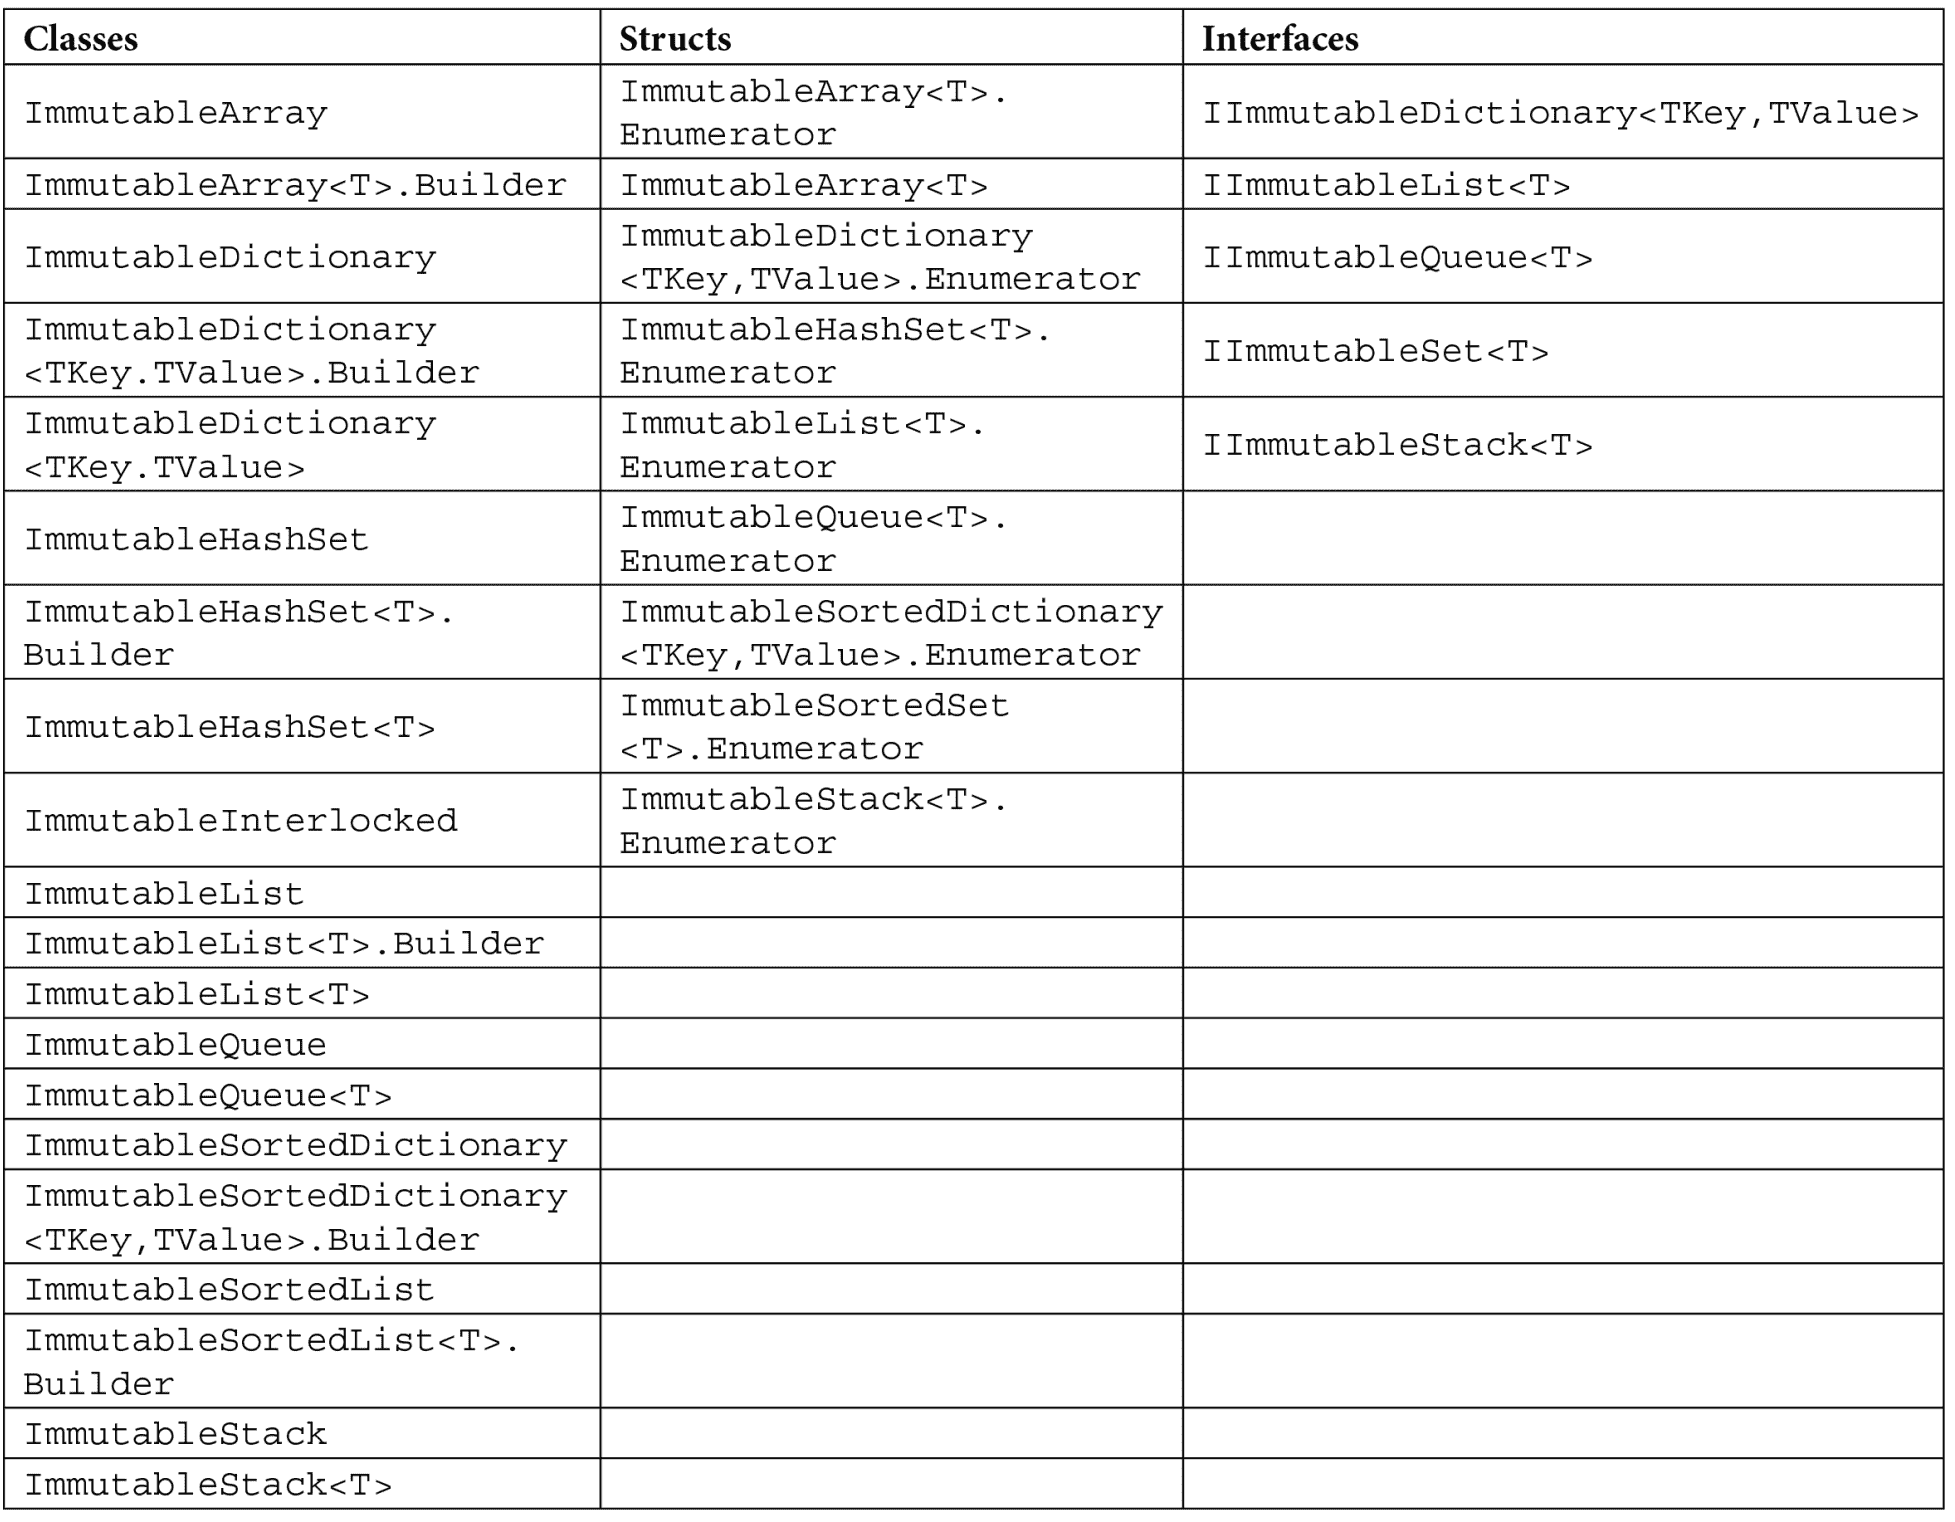 Classes Structs Interfaces
ImmutableArray
ImmutableArray<T>.
Enumerator
IImmutableDictionary<TKey,TValue>
ImmutableArray<T>.Builder
ImmutableArray<T>
IImmutableList<T>
ImmutableDictionary
ImmutableDictionary
<TKey,TValue>.Enumerator
IImmutableQueue<T>
ImmutableDictionary
<TKey.TValue>.Builder
ImmutableHashSet<T>.
Enumerator
IImmutableSet<T>
ImmutableDictionary
<TKey.TValue>
ImmutableList<T>.
Enumerator
IImmutableStack<T>
ImmutableHashSet
ImmutableQueue<T>.
Enumerator
ImmutableHashSet<T>.
Builder
ImmutableSortedDictionary
<TKey,TValue>.Enumerator
ImmutableHashSet<T>
ImmutableSortedSet
<T>.Enumerator
ImmutableInterlocked
ImmutableStack<T>.
Enumerator
ImmutableList
ImmutableList<T>.Builder
ImmutableList<T>
ImmutableQueue
ImmutableQueue<T>
ImmutableSortedDictionary
ImmutableSortedDictionary
<TKey,TValue>.Builder
ImmutableSortedList
ImmutableSortedList<T>.
Builder
ImmutableStack
ImmutableStack<T>